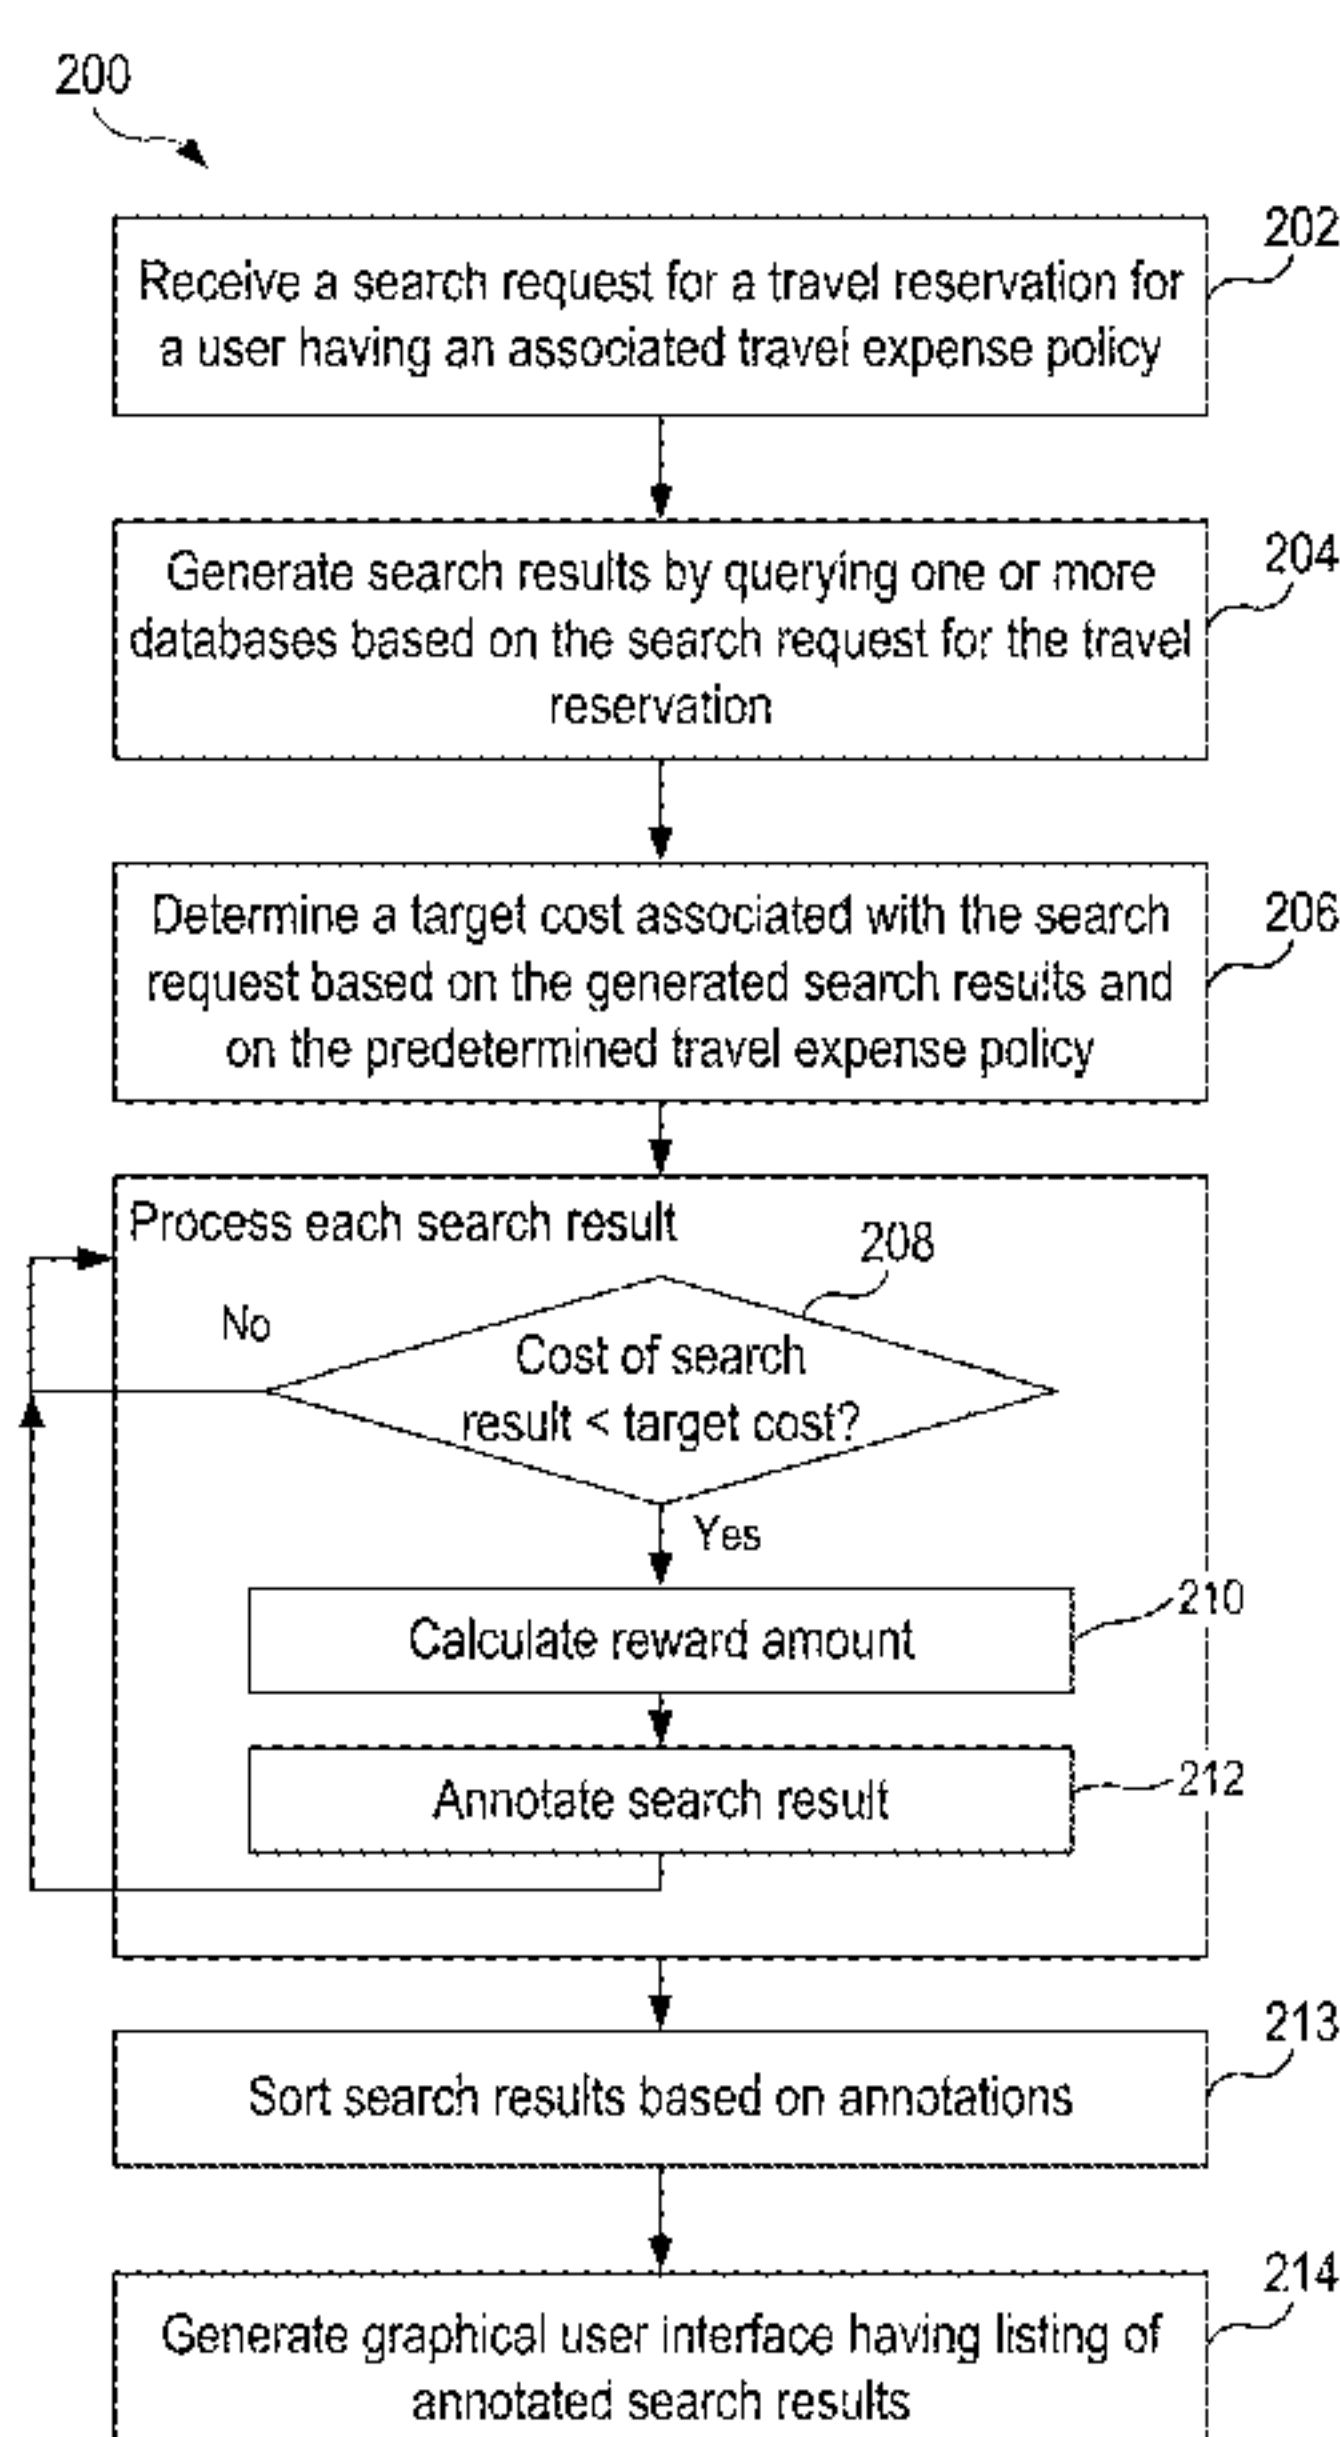 200
202
Receive a search request for a travel reservation for
a user having an associated travel expense policy
204
Generate search results by querying one or more
databases based on the search request for the travel
reservation
206
Determine a target cost associated with the search
request based on the generated search results and
on the predetermined travel expense policy
Process each search result
208
No
Cost of search
result < target cost?
Yes
210
Calculate reward amount
212
Annotate search result
213
Sort search results based on annotations
214
Generate graphical user interface having listing of
annotated search results